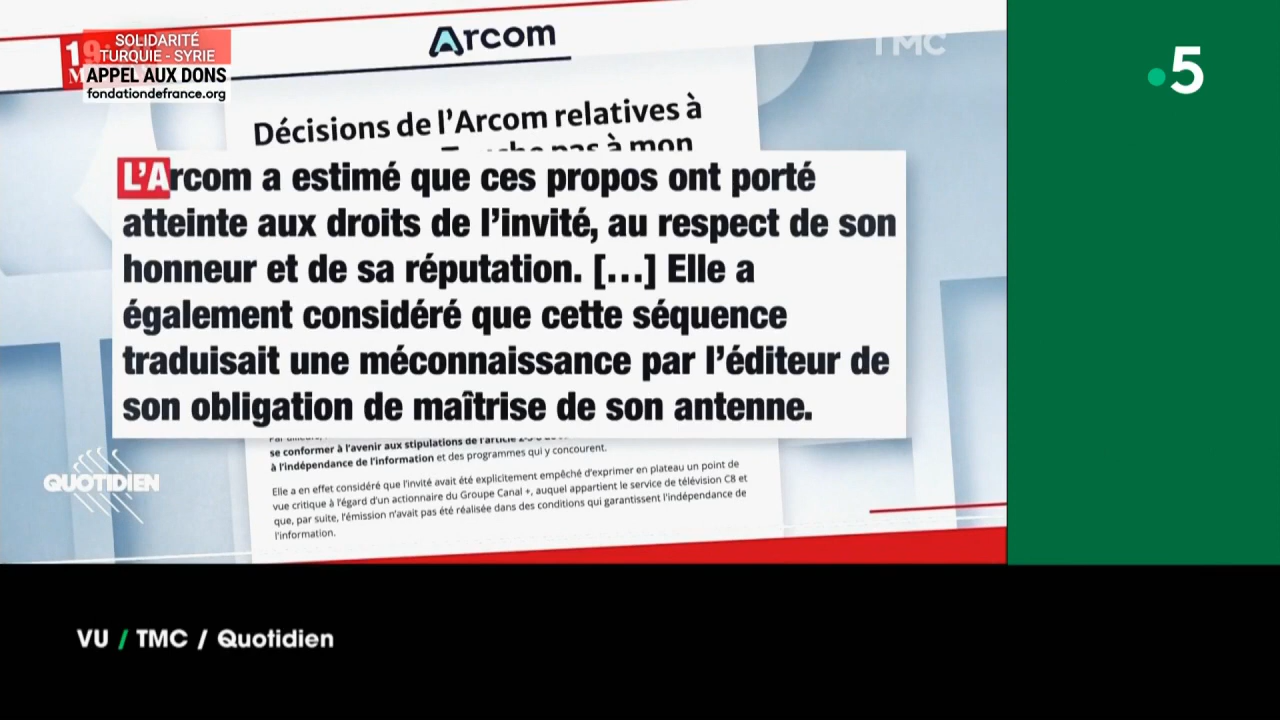 SOLIDARITÉ
TURQUIE - SYRIE
APPEL AUX DONS
fondationdefrance.org
Arcom
TMC
5
Décisions de l'Arcom relatives à
pas à mon
L'Arcom a estimé que ces propos ont porté
atteinte aux droits de l'invité, au respect de son
honneur et de sa réputation. […] Elle a
également considéré que cette séquence
traduisait une méconnaissance par l'éditeur de
son obligation de maîtrise de son antenne.
se conformer à l'avenir aux stipulations de l'article
à l'indépendance de l'information et des programmes qui y concourent.
Elle a en effet considéré que l'invité avait été explicitement empêché d'exprimer en plateau un point de
vue critique à l'égard d'un actionnaire du Groupe Canal +, auquel appartient le service de télévision C8 et
que, par suite, l'émission n'avait pas été réalisée dans des conditions qui garantissent l'indépendance de
l'information.
QUOTIDIEN
VU / TMC / Quotidien